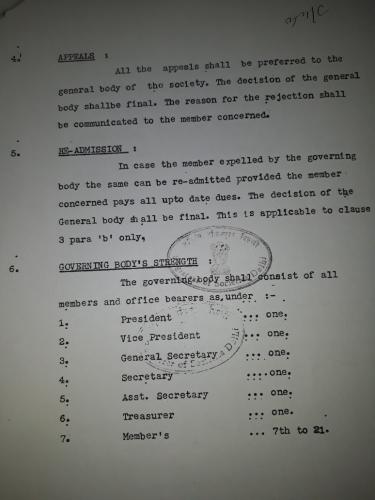 4. APPEALS :
All the appeals shall be preferred to the
general body of the society. The decision of the general
body shallbe final. The reason for the rejection shall
be communicated to the member concerned.
5. RE-ADMISSION :
In case the member expelled by the governing
body the same can be re-admitted provided the member
concerned pays all upto date dues. The decision of the
General body shall be final. This is applicable to clause
3 para 'b' only,
6. GOVERNING BODY'S STRENGTH :
The governing body shall consist of all
members and office bearers as under :-
1. President ... one.
2. Vice President ... one.
3. General Secretary ... one.
4. Secretary ... one.
5. Asst. Secretary ... one.
6. Treasurer ... one.
7. Member's ... 7th to 21.